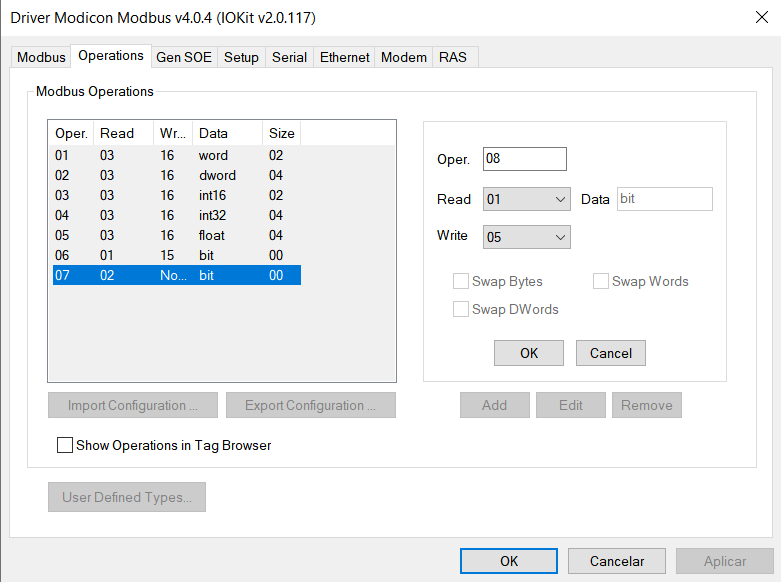 Driver Modicon Modbus v4.0.4 (IOKit v2.0.117)
Modbus Operations Gen SOE Setup Serial Ethernet Modem RAS
Modbus Operations
Oper. Read Wr... Data Size
01 03 16 word 02
02 03 16 dword 04
03 03 16 int16 02
04 03 16 int32 04
05 03 16 float 04
06 01 15 bit 00
07 02 No... bit 00
Oper. 08
Read 01 Data bit
Write 05
Swap Bytes Swap Words
Swap DWords
OK Cancel
Import Configuration ... Export Configuration ... Add Edit Remove
Show Operations in Tag Browser
User Defined Types...
OK Cancelar Aplicar